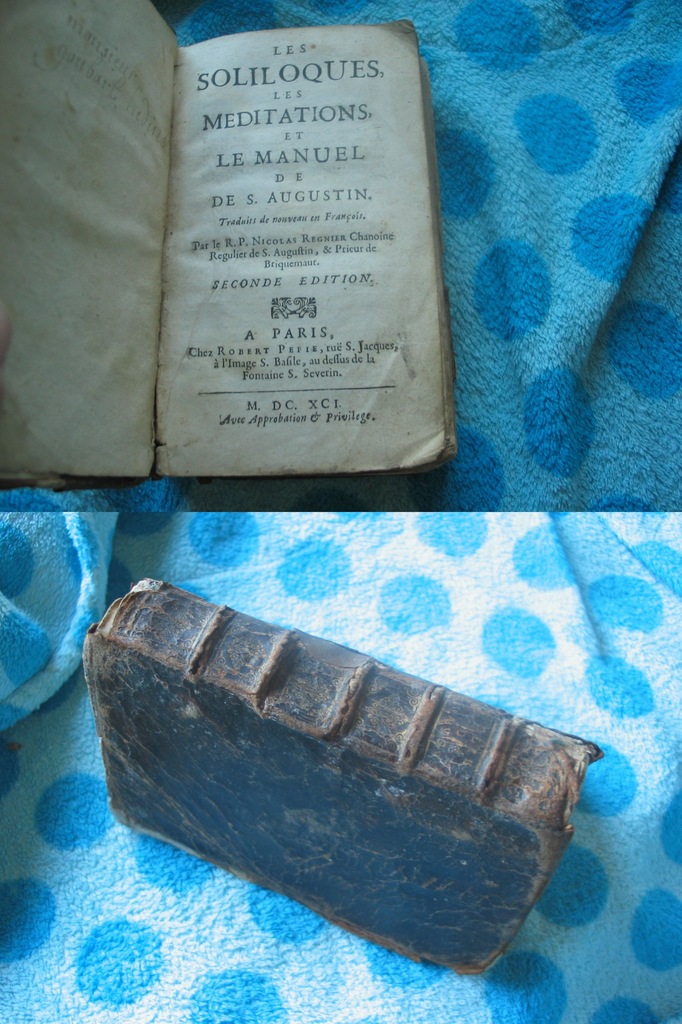 LES
SOLILOQUES,
LES
MEDITATIONS,
ET
LE MANUEL
DE
DE S. AUGUSTIN.
Traduits de nouveau en François.
Par le R. P. NICOLAS REGNIER Chanoine
Regulier de S. Augustin, & Prieur de
Briquemaut.
SECONDE EDITION.
A PARIS,
Chez ROBERT PEPIE, ruë S. Jacques,
à l'Image S. Basile, au dessus de la
Fontaine S. Severin.
M. DC. XCI.
Avec Approbation & Privilege.